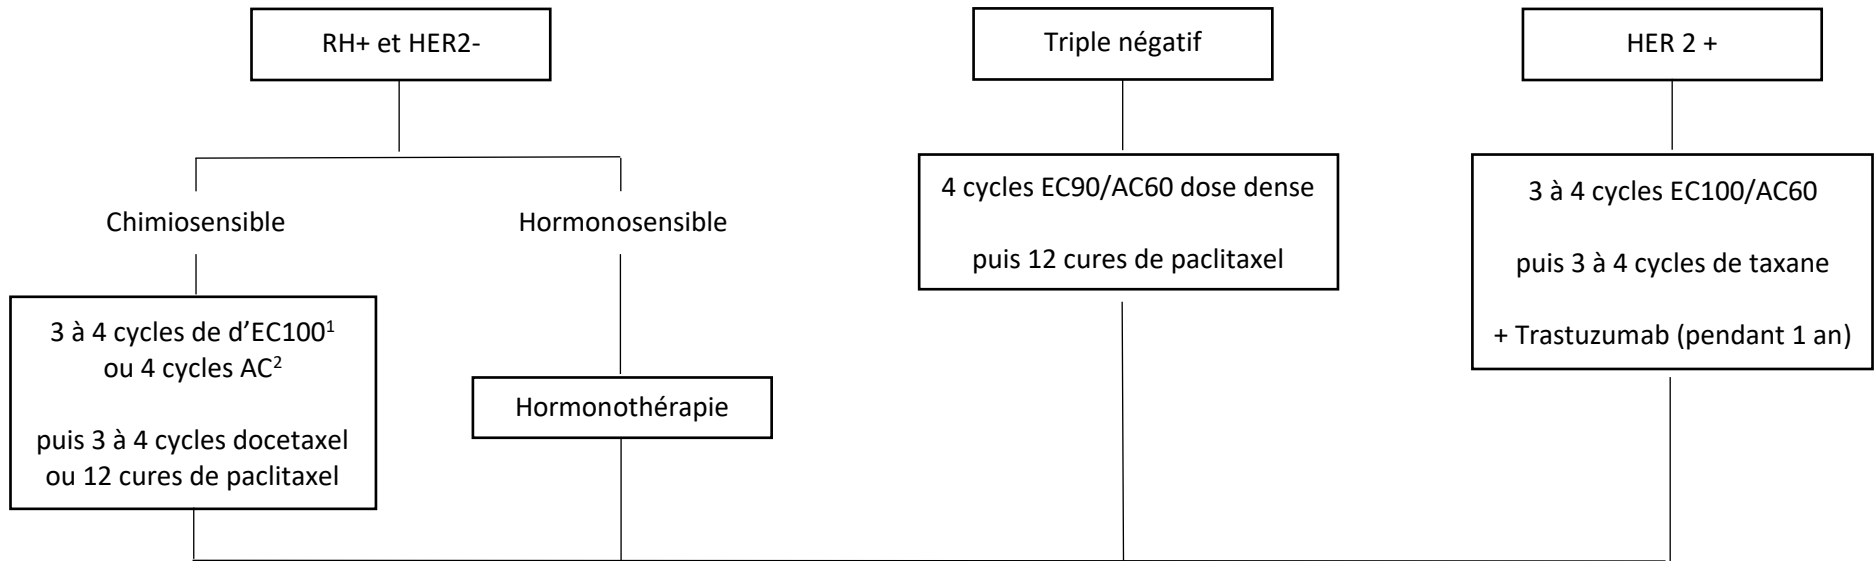 RH+ et HER2-
Triple négatif
HER 2 +
Chimiosensible
Hormonosensible
4 cycles EC90/AC60 dose dense
puis 12 cures de paclitaxel
3 à 4 cycles EC100/AC60
puis 3 à 4 cycles de taxane
+ Trastuzumab (pendant 1 an)
3 à 4 cycles de d’EC100¹
ou 4 cycles AC²
puis 3 à 4 cycles docetaxel
ou 12 cures de paclitaxel
Hormonothérapie